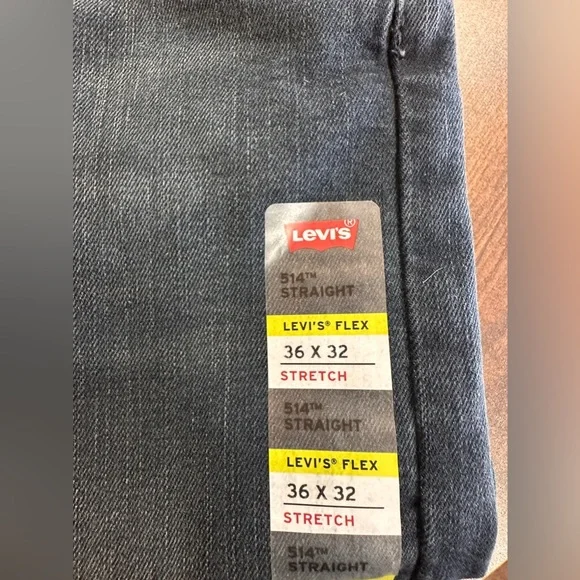 LEVI'S®
514™
STRAIGHT
LEVI'S® FLEX
36 X 32
STRETCH
514™
STRAIGHT
LEVI'S® FLEX
36 X 32
STRETCH
514™
STRAIGHT